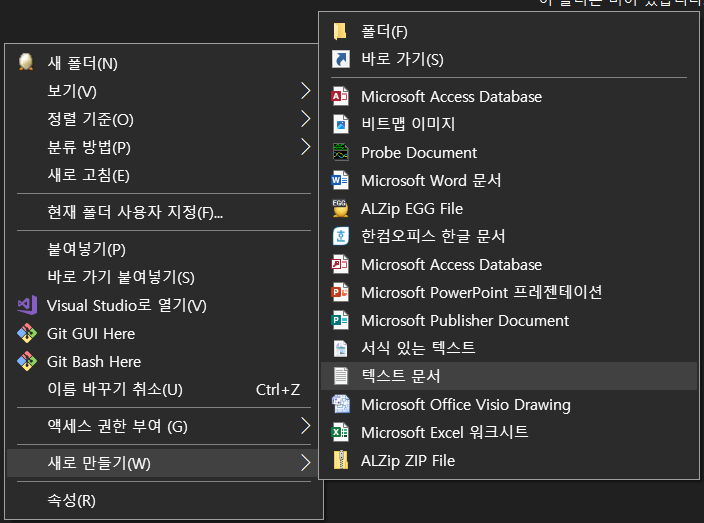 새 폴더(N)
보기(V)
정렬 기준(O)
분류 방법(P)
새로 고침(E)
현재 폴더 사용자 지정(F)...
붙여넣기(P)
바로 가기 붙여넣기(S)
Visual Studio로 열기(V)
Git GUI Here
Git Bash Here
이름 바꾸기 취소(U) Ctrl+Z
액세스 권한 부여 (G)
새로 만들기(W)
속성(R)
폴더(F)
바로 가기(S)
Microsoft Access Database
비트맵 이미지
Probe Document
Microsoft Word 문서
EGG
ALZip EGG File
한컴오피스 한글 문서
Microsoft Access Database
Microsoft PowerPoint 프레젠테이션
Microsoft Publisher Document
서식 있는 텍스트
텍스트 문서
Microsoft Office Visio Drawing
Microsoft Excel 워크시트
ALZip ZIP File